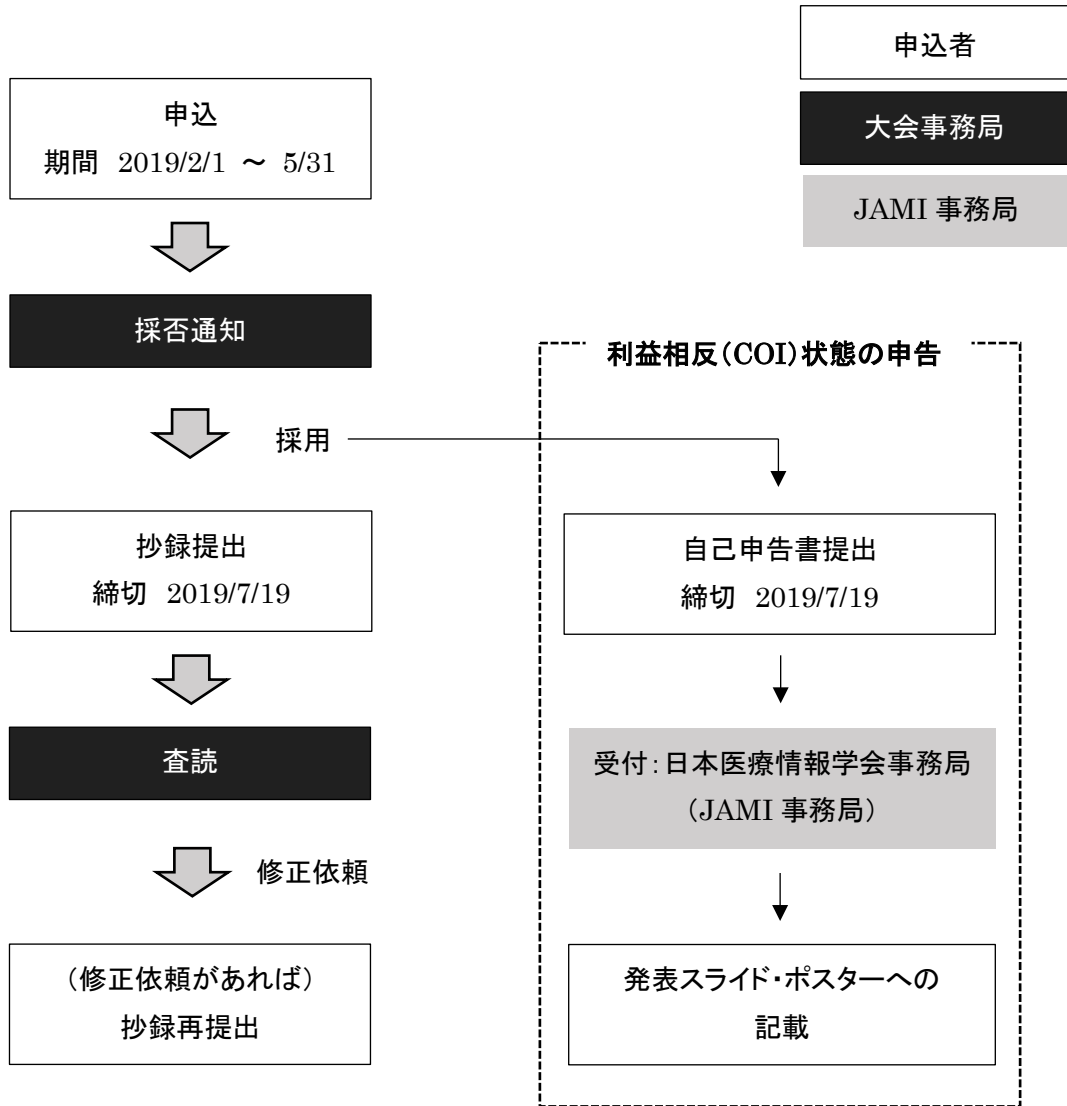 申込者
大会事務局
JAMI 事務局
申込
期間 2019/2/1 ～ 5/31
採否通知
採用
抄録提出
締切 2019/7/19
査読
修正依頼
（修正依頼があれば）
抄録再提出
利益相反（COI）状態の申告
自己申告書提出
締切 2019/7/19
受付：日本医療情報学会事務局
（JAMI 事務局）
発表スライド・ポスターへの
記載